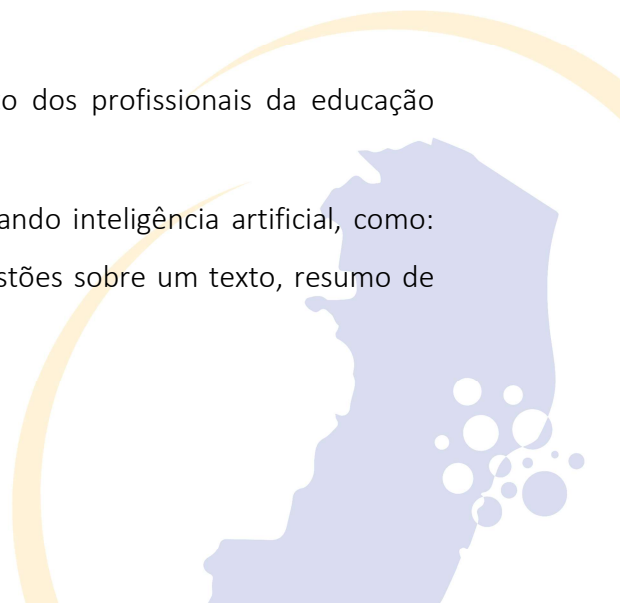 o dos profissionais da educação
ando inteligência artificial, como:
stões sobre um texto, resumo de